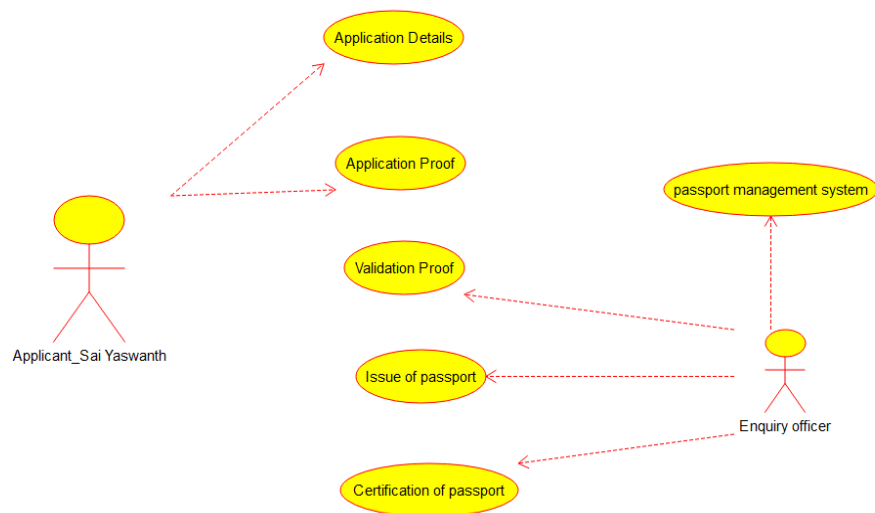 Application Details
Application Proof
passport management system
Validation Proof
Applicant_Sai Yaswanth
Issue of passport
Enquiry officer
Certification of passport